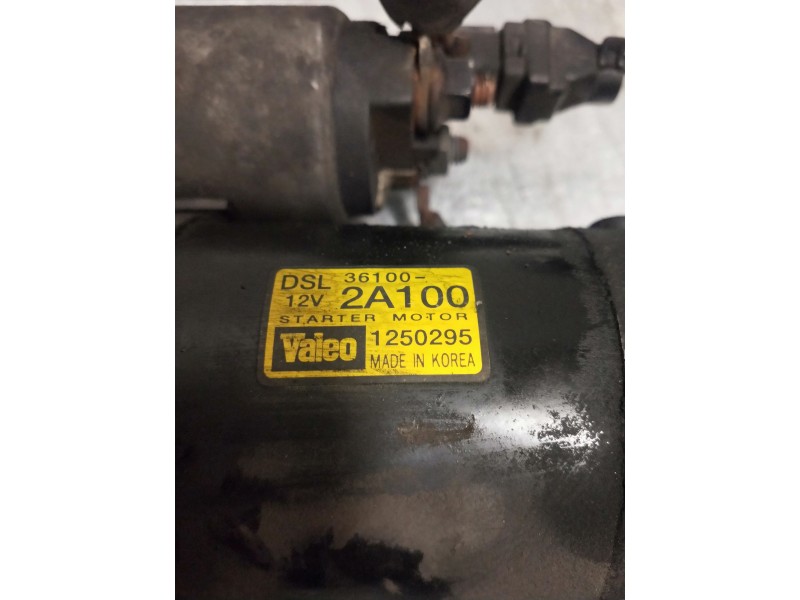 DSL 36100-
12V 2A100
STARTER MOTOR
Valeo 1250295
MADE IN KOREA